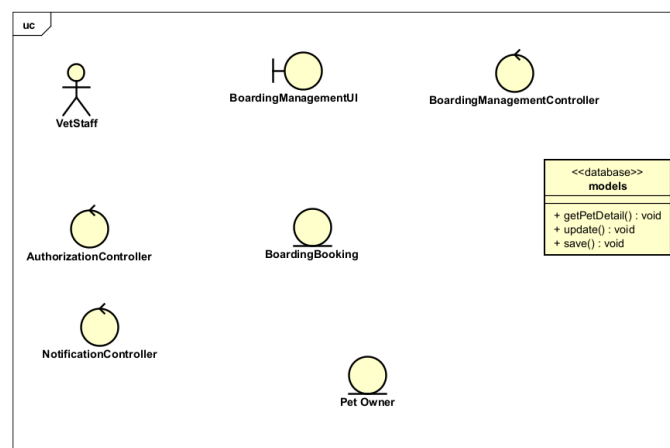 uc
VetStaff
BoardingManagementUI
BoardingManagementController
<<database>>
models
+ getPetDetail() : void
+ update() : void
+ save() : void
AuthorizationController
BoardingBooking
NotificationController
Pet Owner